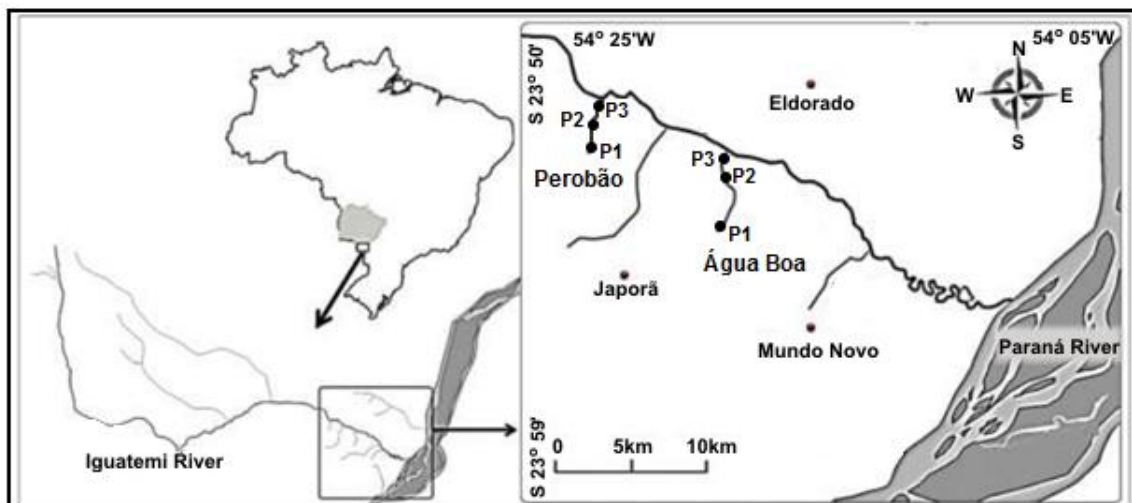 Iguatemi River
54° 25'W
54° 05'W
S 23° 50'
N
W
E
S
Eldorado
P3
P2
P1
Perobão
P3
P2
P1
Água Boa
Japorã
Mundo Novo
Paraná River
0 5km 10km
S 23° 59'